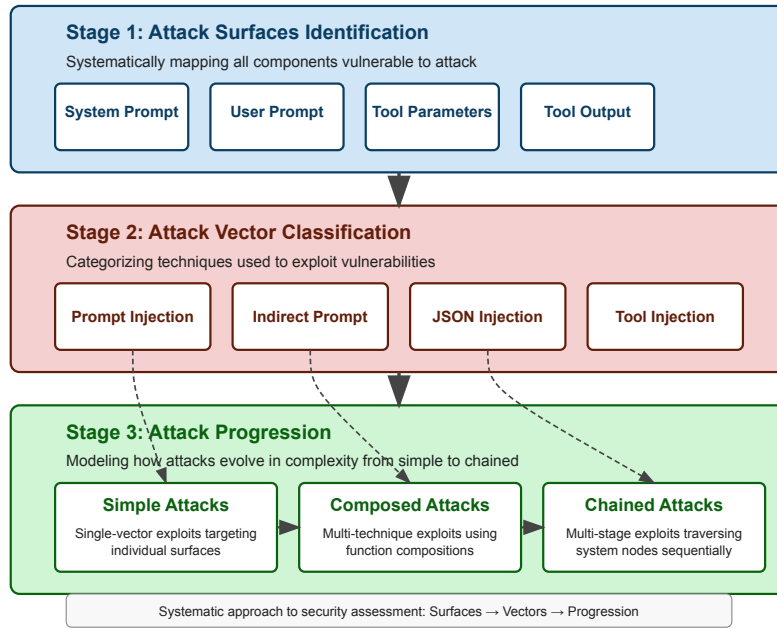 Stage 1: Attack Surfaces Identification
Systematically mapping all components vulnerable to attack
System Prompt
User Prompt
Tool Parameters
Tool Output
Stage 2: Attack Vector Classification
Categorizing techniques used to exploit vulnerabilities
Prompt Injection
Indirect Prompt
JSON Injection
Tool Injection
Stage 3: Attack Progression
Modeling how attacks evolve in complexity from simple to chained
Simple Attacks
Single-vector exploits targeting
individual surfaces
Composed Attacks
Multi-technique exploits using
function compositions
Chained Attacks
Multi-stage exploits traversing
system nodes sequentially
Systematic approach to security assessment: Surfaces → Vectors → Progression